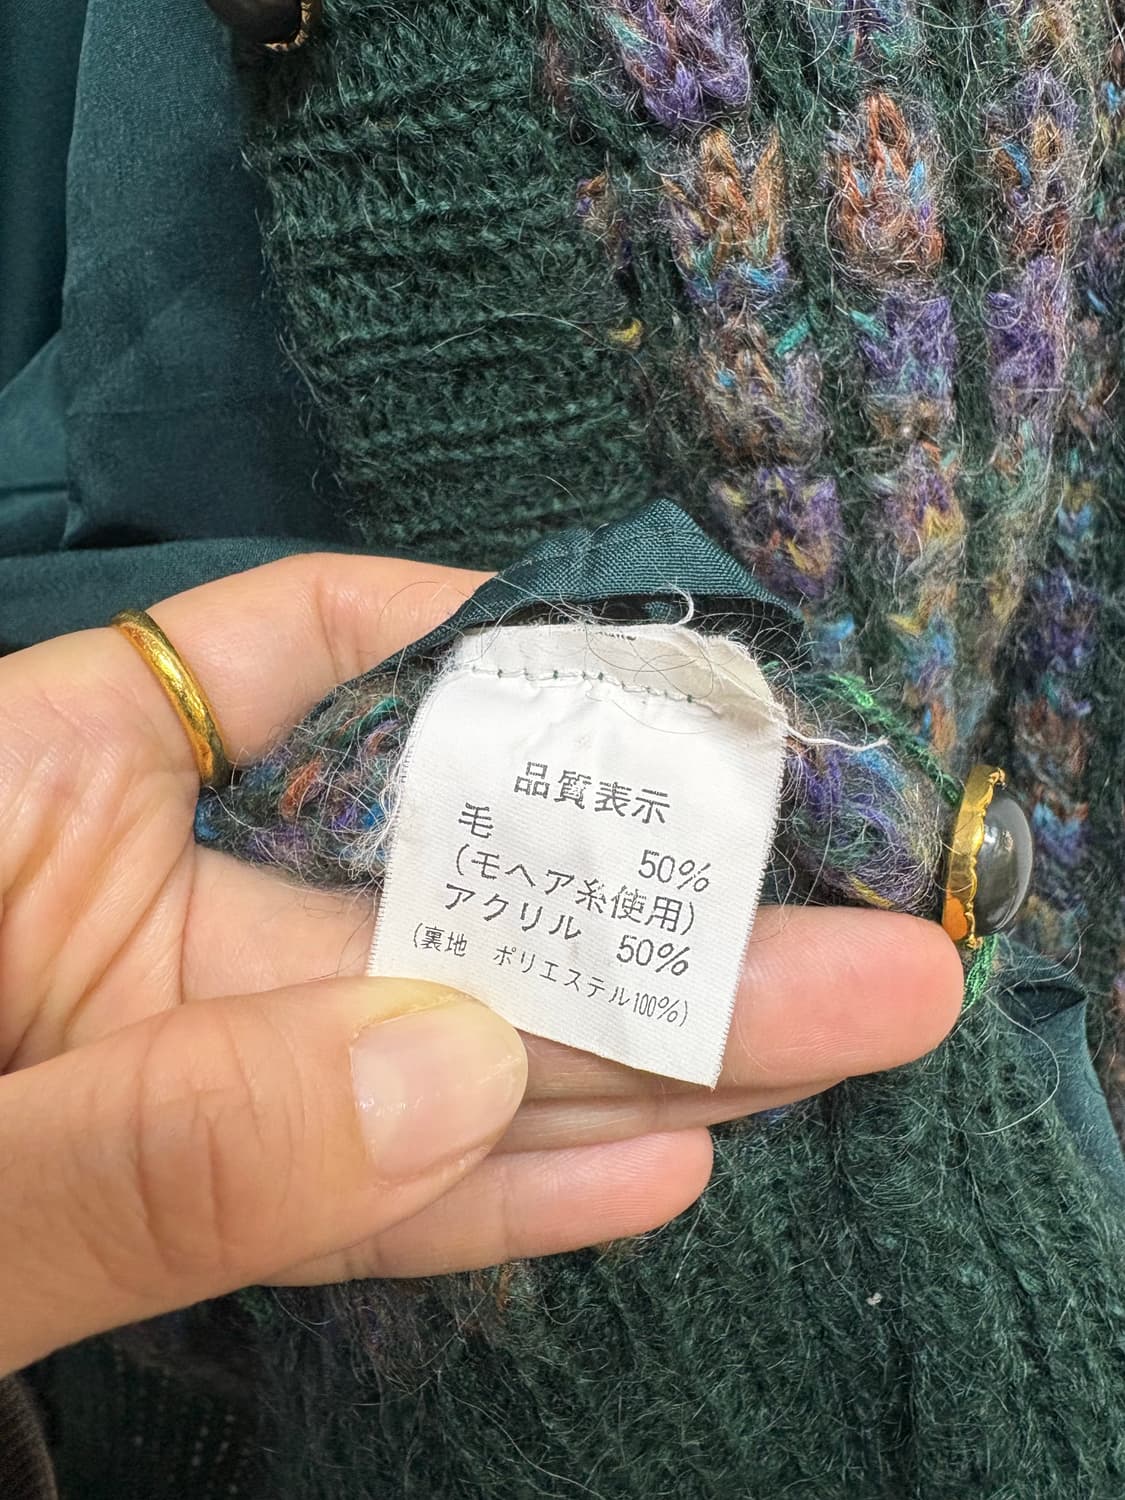 品質表示
毛 50%
(モヘア糸使用)
アクリル 50%
(裏地 ポリエステル100%)